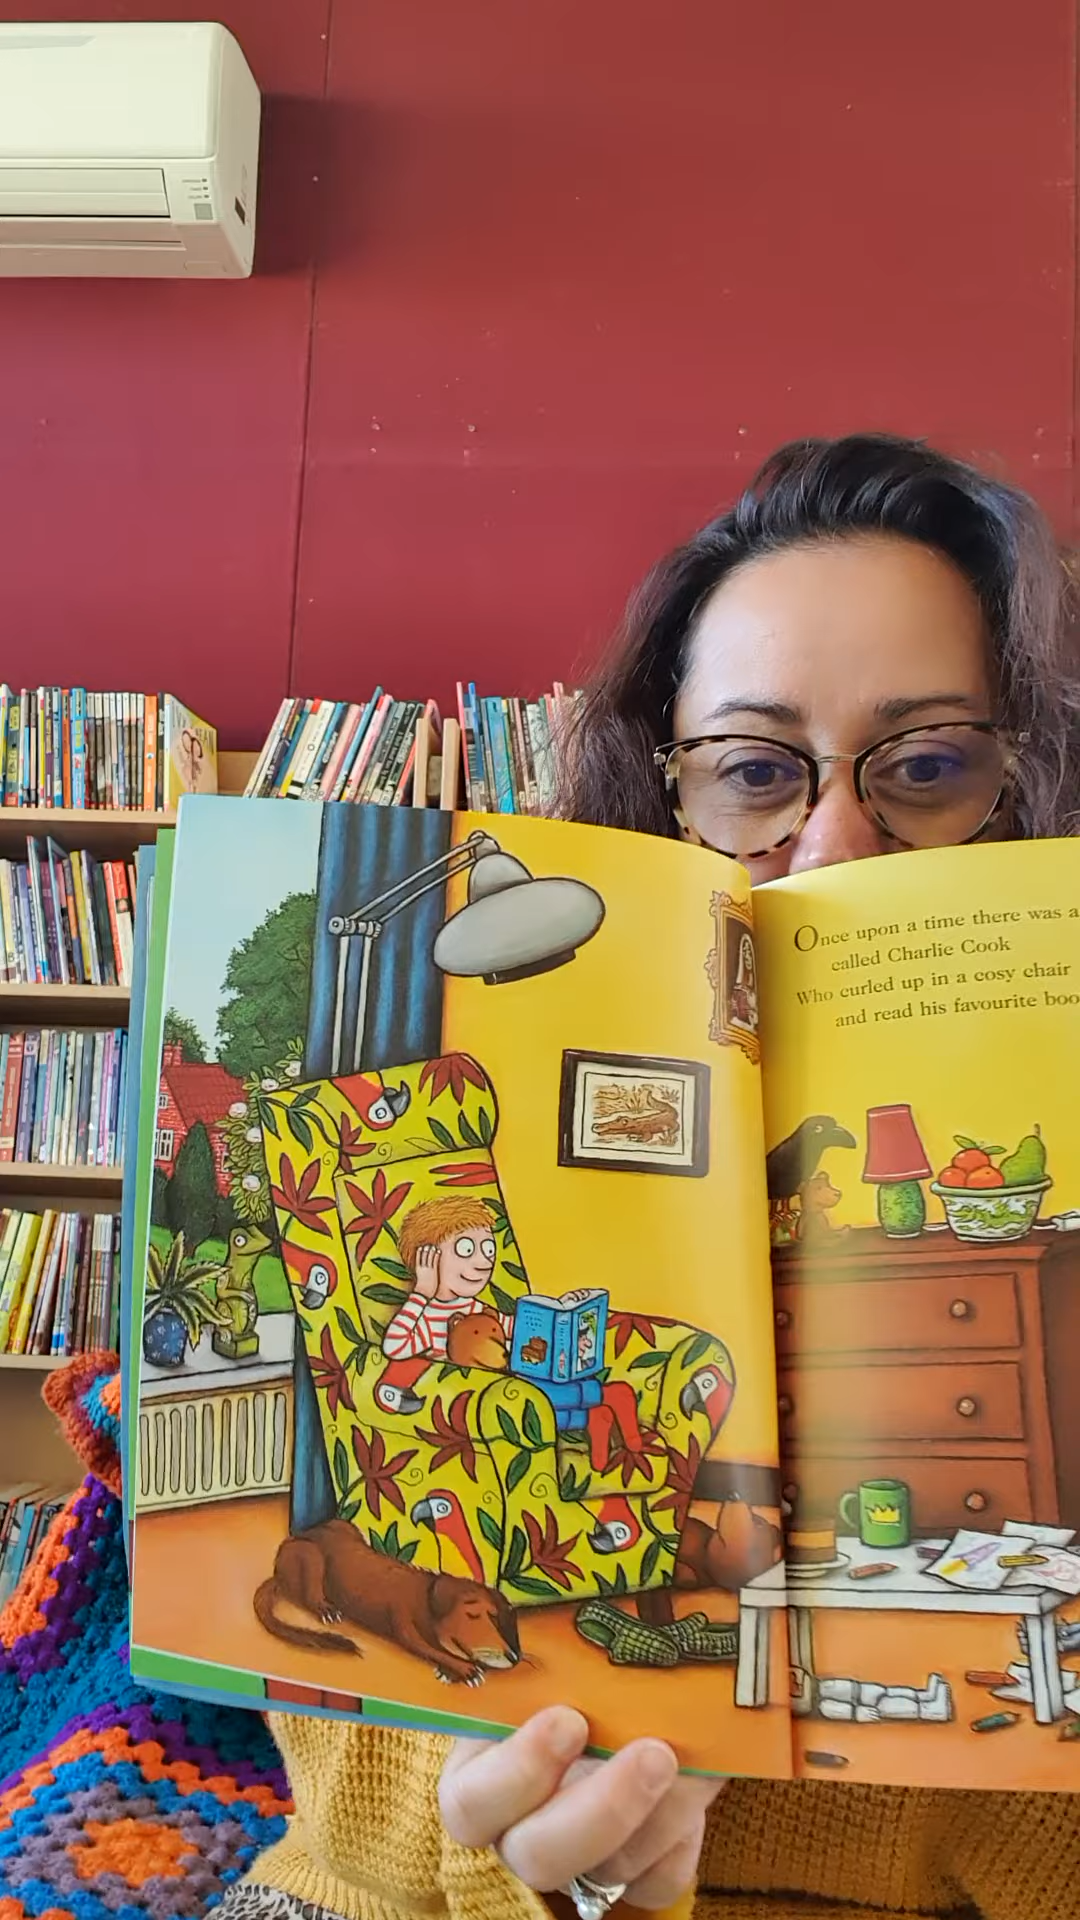 Once upon a time there was a
called Charlie Cook
Who curled up in a cosy chair
and read his favourite boo